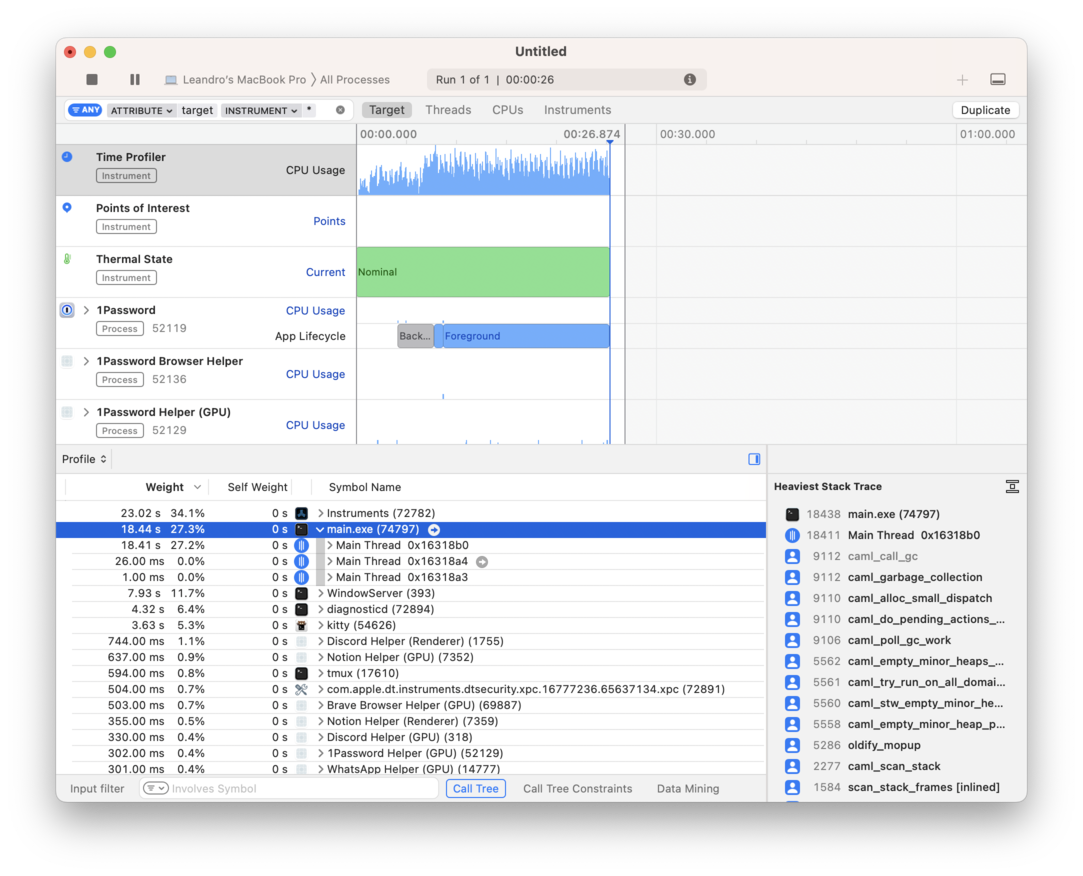 Untitled
Leandro's MacBook Pro 〉All Processes
Run 1 of 1 | 00:00:26
ANY ATTRIBUTE target INSTRUMENT *
Target Threads CPUs Instruments Duplicate
00:00.000 00:26.874 00:30.000 01:00.000
Time Profiler
Instrument
CPU Usage
Points of Interest
Instrument
Points
Thermal State
Instrument
Current
Nominal
1Password
Process 52119
CPU Usage
App Lifecycle
Back... Foreground
1Password Browser Helper
Process 52136
CPU Usage
1Password Helper (GPU)
Process 52129
CPU Usage
Profile
Weight Self Weight Symbol Name
23.02 s 34.1% 0 s Instruments (72782)
18.44 s 27.3% 0 s main.exe (74797)
18.41 s 27.2% 0 s Main Thread 0x16318b0
26.00 ms 0.0% 0 s Main Thread 0x16318a4
1.00 ms 0.0% 0 s Main Thread 0x16318a3
7.93 s 11.7% 0 s WindowServer (393)
4.32 s 6.4% 0 s diagnosticd (72894)
3.63 s 5.3% 0 s kitty (54626)
744.00 ms 1.1% 0 s Discord Helper (Renderer) (1755)
637.00 ms 0.9% 0 s Notion Helper (GPU) (7352)
594.00 ms 0.8% 0 s tmux (17610)
504.00 ms 0.7% 0 s com.apple.dt.instruments.dtsecurity.xpc.16777236.65637134.xpc (72891)
503.00 ms 0.7% 0 s Brave Browser Helper (GPU) (69887)
355.00 ms 0.5% 0 s Notion Helper (Renderer) (7359)
330.00 ms 0.4% 0 s Discord Helper (GPU) (318)
302.00 ms 0.4% 0 s 1Password Helper (GPU) (52129)
301.00 ms 0.4% 0 s WhatsApp Helper (GPU) (14777)
Input filter Involves Symbol Call Tree Call Tree Constraints Data Mining
Heaviest Stack Trace
18438 main.exe (74797)
18411 Main Thread 0x16318b0
9112 caml_call_gc
9112 caml_garbage_collection
9110 caml_alloc_small_dispatch
9110 caml_do_pending_actions_...
9106 caml_poll_gc_work
5562 caml_empty_minor_heaps_...
5561 caml_try_run_on_all_domai...
5560 caml_stw_empty_minor_he...
5558 caml_empty_minor_heap_p...
5286 oldify_mopup
2277 caml_scan_stack
1584 scan_stack_frames [inlined]